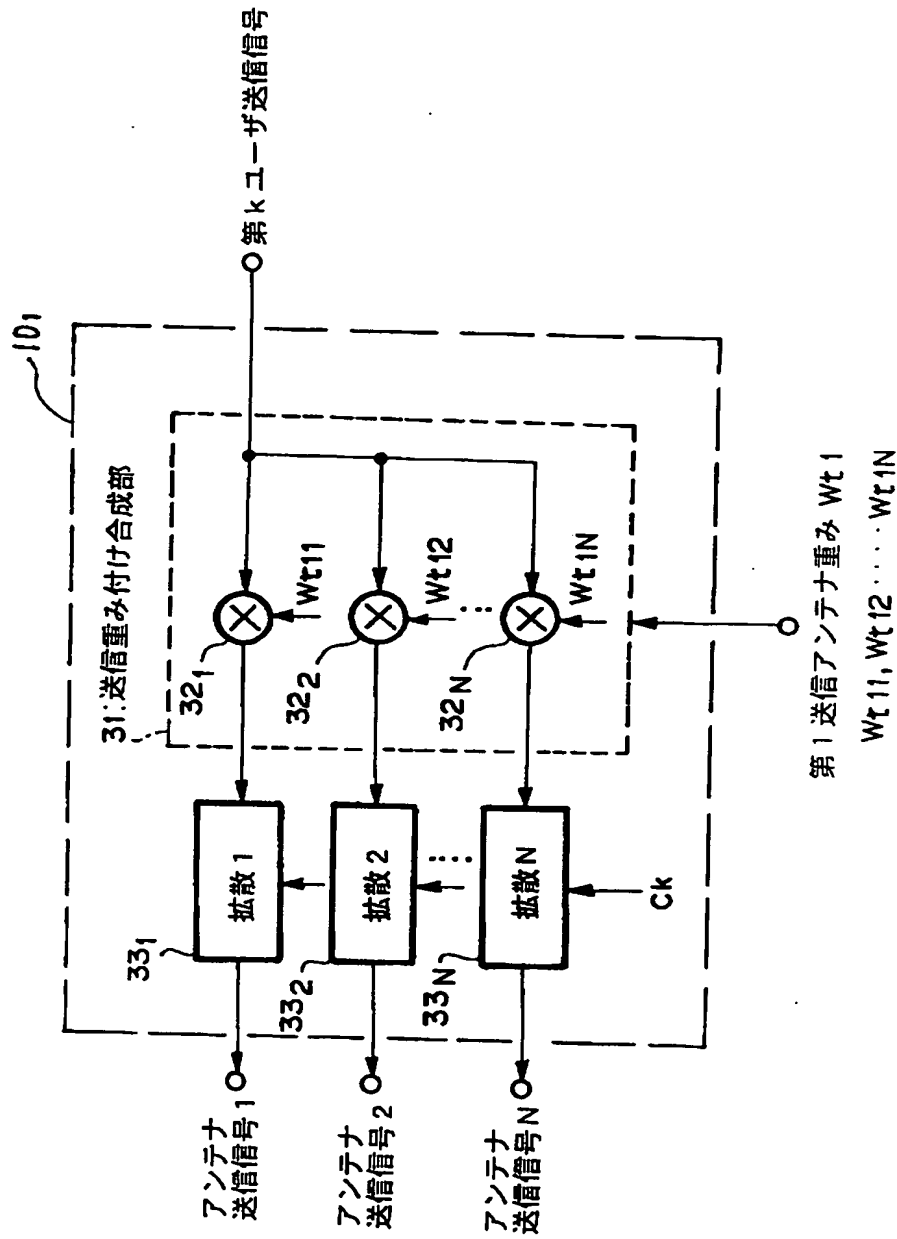 10₁
第kユーザ送信信号
31:送信重み付け合成部
32₁
Wt11
32₂
Wt12
32N
Wt1N
拡散1
33₁
拡散2
33₂
拡散N
33N
Ck
アンテナ
送信信号1
アンテナ
送信信号2
アンテナ
送信信号N
第1送信アンテナ重み Wt1
Wt11, Wt12・・・・Wt1N